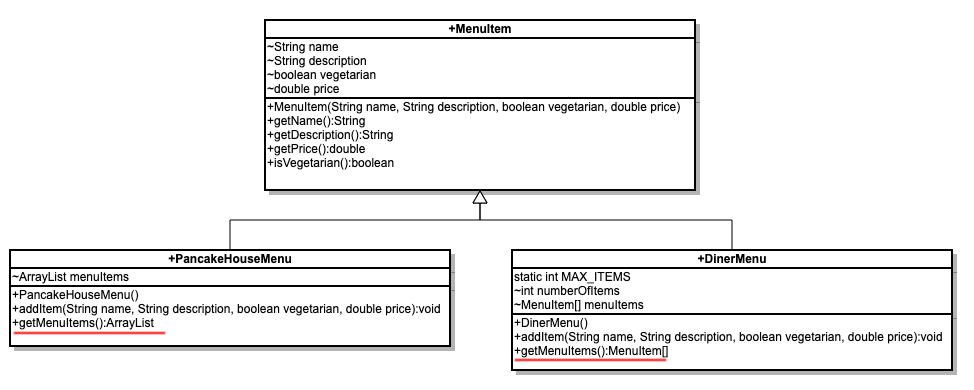 +MenuItem
~String name
~String description
~boolean vegetarian
~double price
+MenuItem(String name, String description, boolean vegetarian, double price)
+getName():String
+getDescription():String
+getPrice():double
+isVegetarian():boolean
+PancakeHouseMenu
~ArrayList menuItems
+PancakeHouseMenu()
+addItem(String name, String description, boolean vegetarian, double price):void
+getMenuItems():ArrayList
+DinerMenu
static int MAX_ITEMS
~int numberOfItems
~MenuItem[] menuItems
+DinerMenu()
+addItem(String name, String description, boolean vegetarian, double price):void
+getMenuItems():MenuItem[]